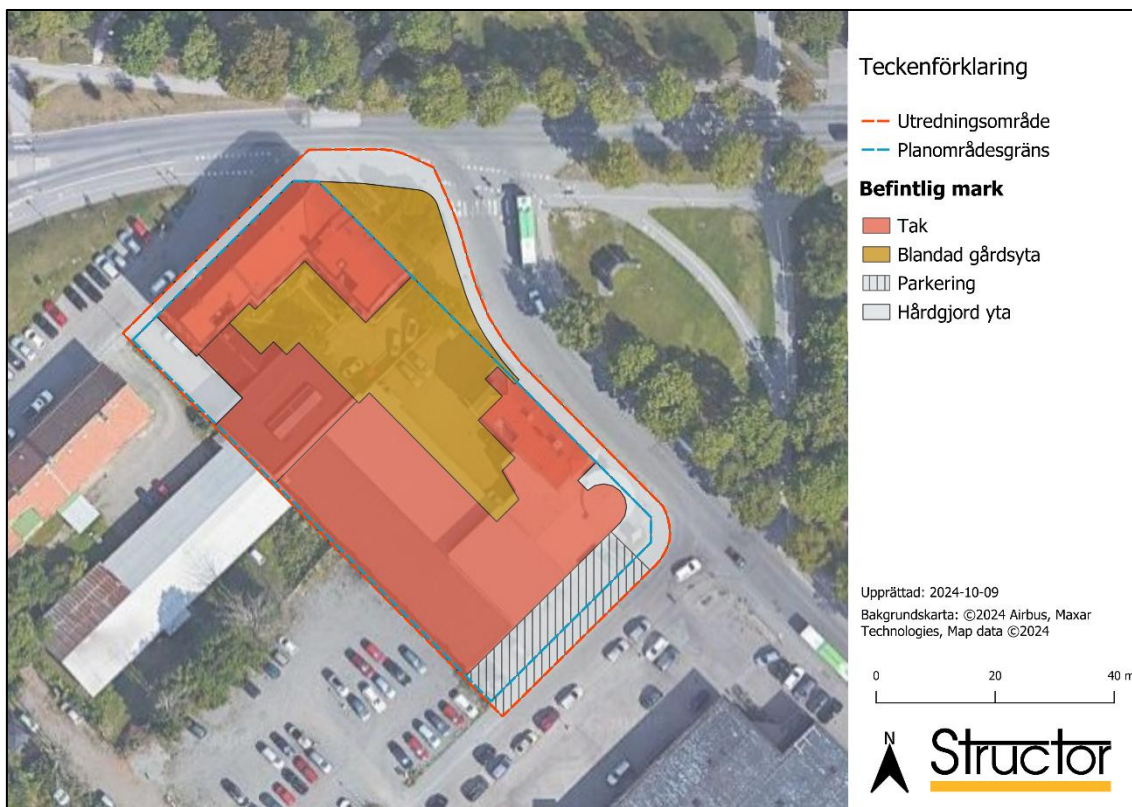 Teckenförklaring
Utredningsområde
Planområdesgräns
Befintlig mark
Tak
Blandad gårdsyta
Parkering
Hårdgjord yta
Upprättad: 2024-10-09
Bakgrundskarta: ©2024 Airbus, Maxar
Technologies, Map data ©2024
0 20 40 m
N
Structor